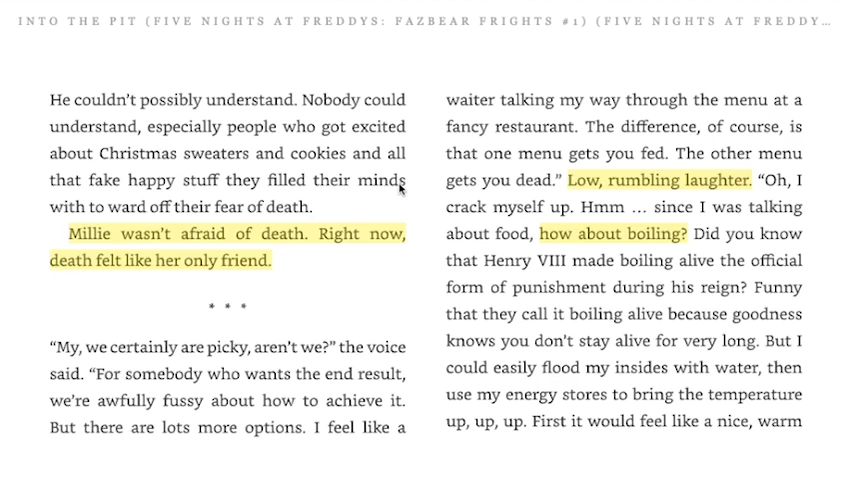 INTO THE PIT (FIVE NIGHTS AT FREDDYS: FAZBEAR FRIGHTS #1) (FIVE NIGHTS AT FREDDY…
He couldn’t possibly understand. Nobody could
understand, especially people who got excited
about Christmas sweaters and cookies and all
that fake happy stuff they filled their minds
with to ward off their fear of death.
Millie wasn’t afraid of death. Right now,
death felt like her only friend.
* * *
“My, we certainly are picky, aren’t we?” the voice
said. “For somebody who wants the end result,
we’re awfully fussy about how to achieve it.
But there are lots more options. I feel like a
waiter talking my way through the menu at a
fancy restaurant. The difference, of course, is
that one menu gets you fed. The other menu
gets you dead.” Low, rumbling laughter. “Oh, I
crack myself up. Hmm … since I was talking
about food, how about boiling? Did you know
that Henry VIII made boiling alive the official
form of punishment during his reign? Funny
that they call it boiling alive because goodness
knows you don’t stay alive for very long. But I
could easily flood my insides with water, then
use my energy stores to bring the temperature
up, up, up. First it would feel like a nice, warm